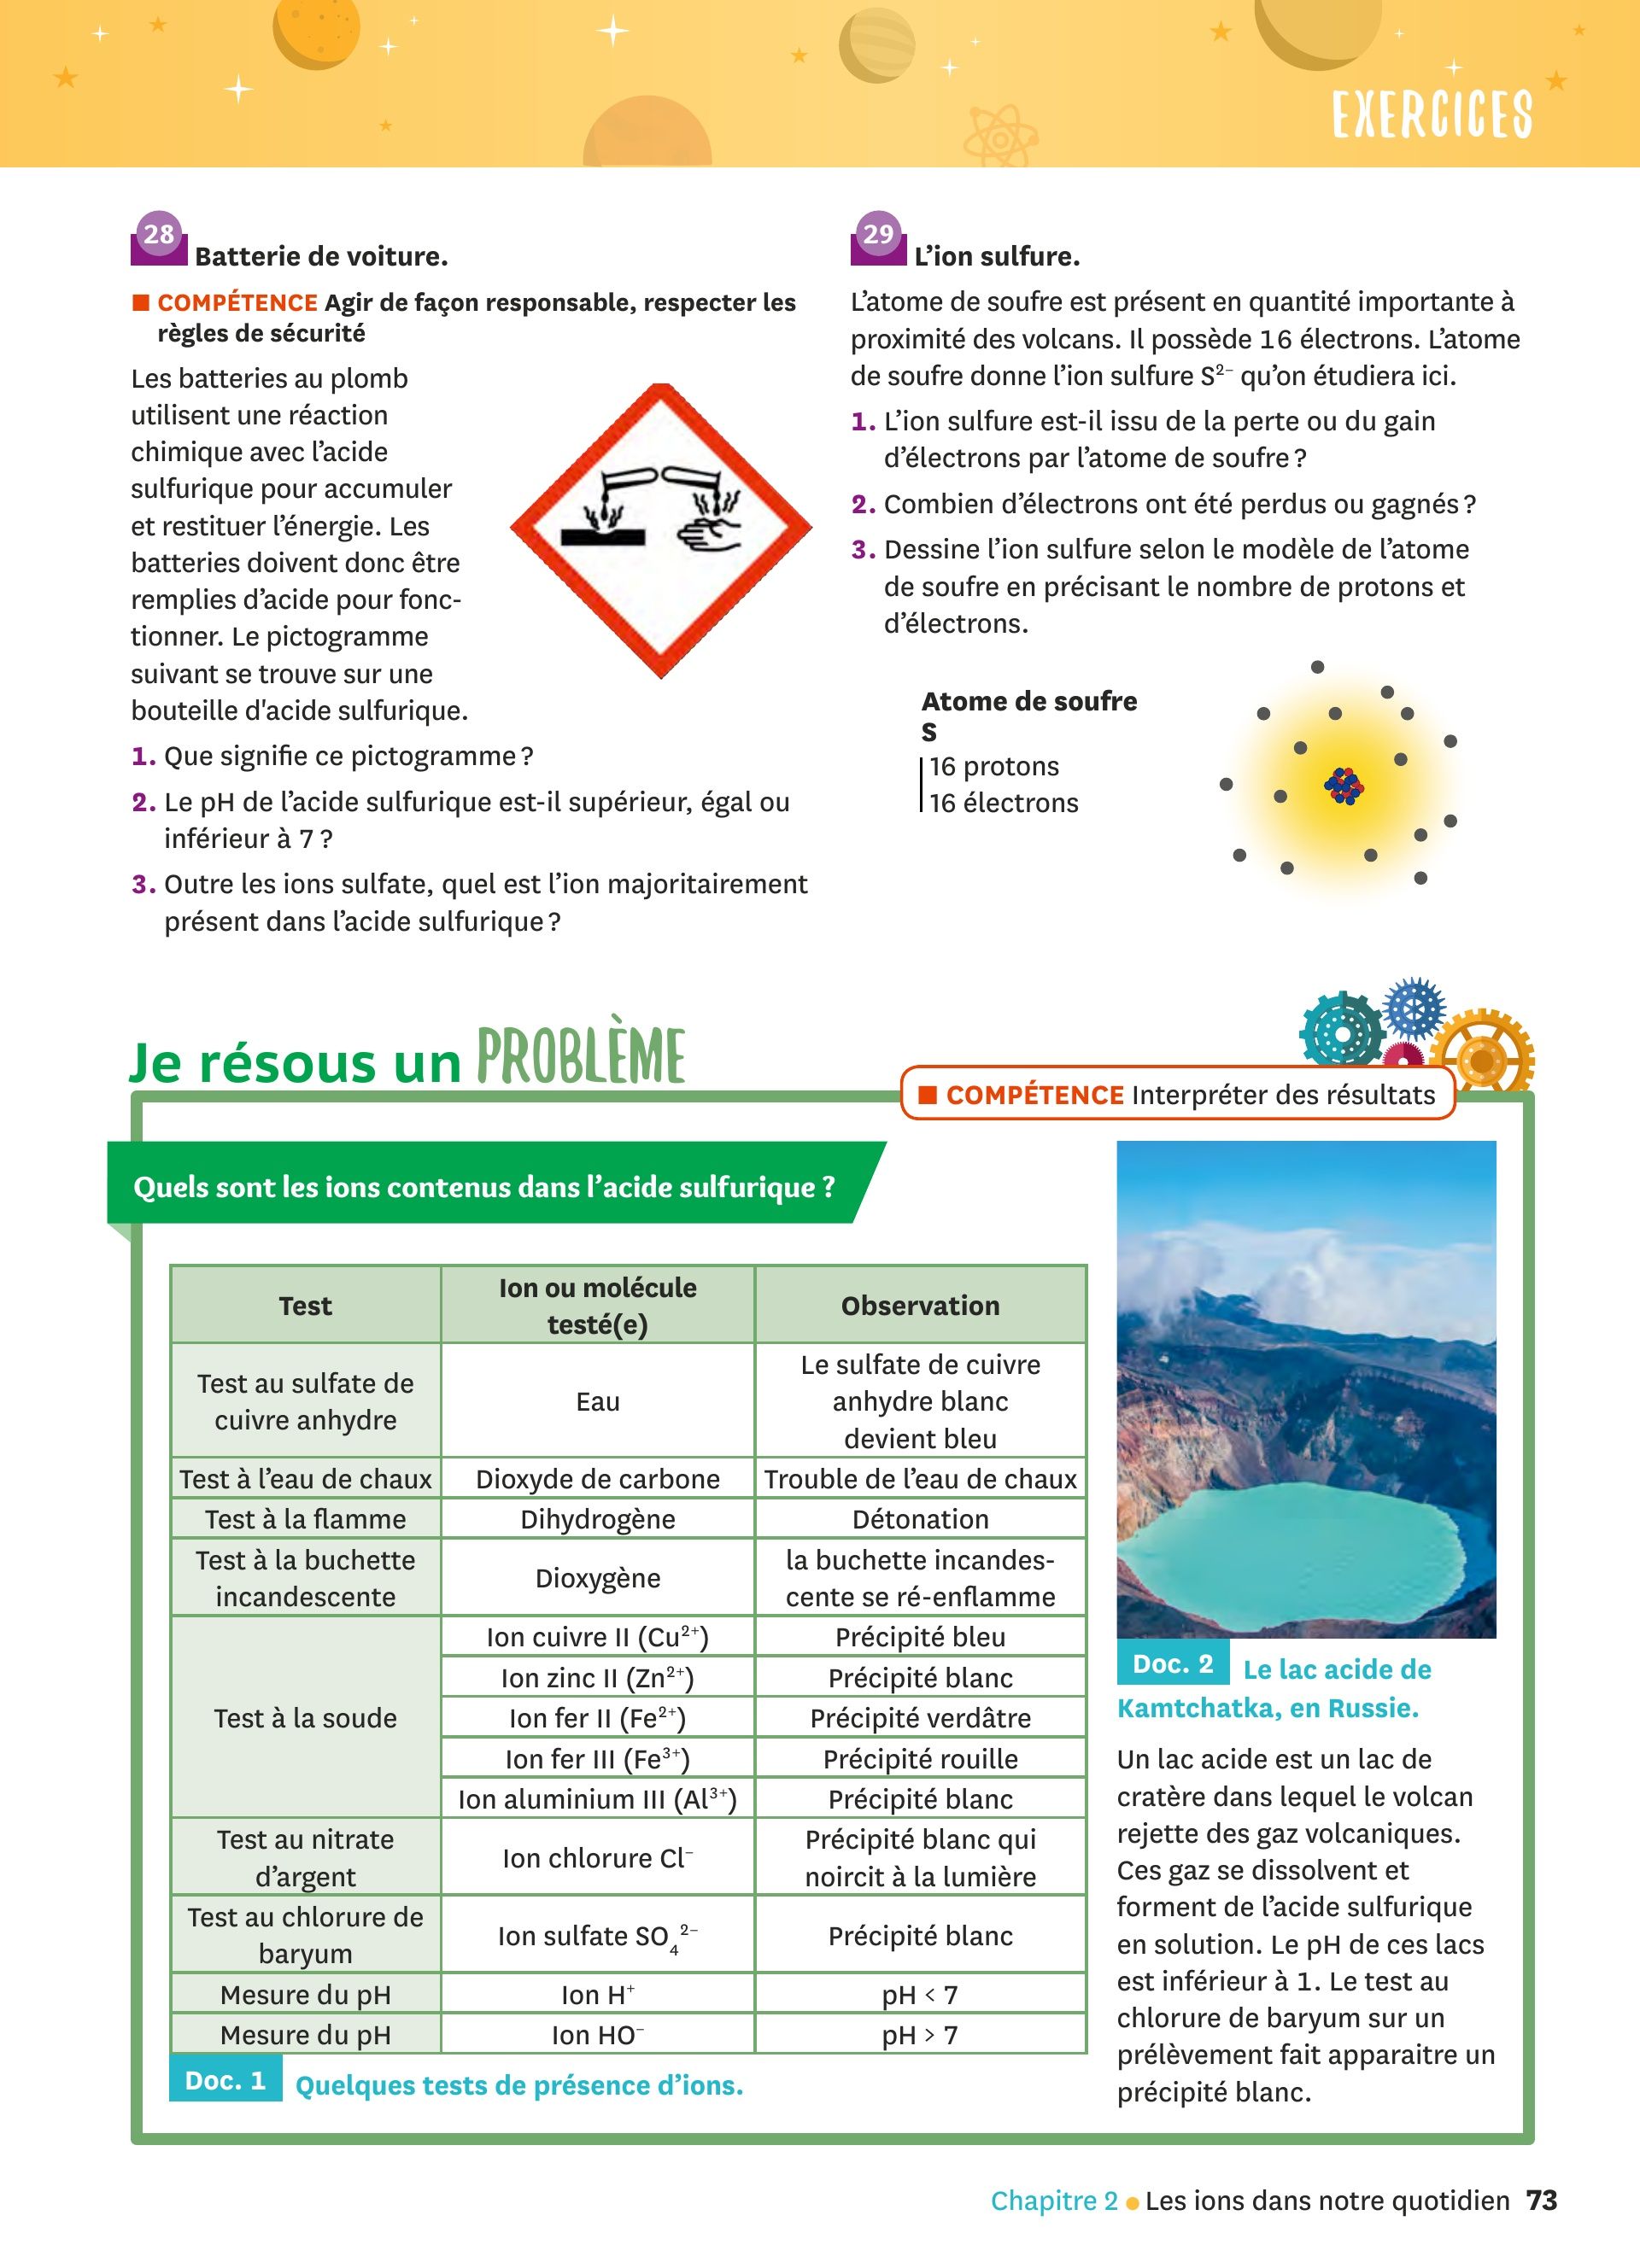 EXERCICES
28 Batterie de voiture.
■ COMPÉTENCE Agir de façon responsable, respecter les
règles de sécurité
Les batteries au plomb
utilisent une réaction
chimique avec l’acide
sulfurique pour accumuler
et restituer l’énergie. Les
batteries doivent donc être
remplies d’acide pour fonc-
tionner. Le pictogramme
suivant se trouve sur une
bouteille d'acide sulfurique.
1. Que signifie ce pictogramme ?
2. Le pH de l’acide sulfurique est-il supérieur, égal ou
inférieur à 7 ?
3. Outre les ions sulfate, quel est l’ion majoritairement
présent dans l’acide sulfurique ?
29 L’ion sulfure.
L’atome de soufre est présent en quantité importante à
proximité des volcans. Il possède 16 électrons. L’atome
de soufre donne l’ion sulfure S²⁻ qu’on étudiera ici.
1. L’ion sulfure est-il issu de la perte ou du gain
d’électrons par l’atome de soufre ?
2. Combien d’électrons ont été perdus ou gagnés ?
3. Dessine l’ion sulfure selon le modèle de l’atome
de soufre en précisant le nombre de protons et
d’électrons.
Atome de soufre
S
16 protons
16 électrons
Je résous un PROBLÈME
■ COMPÉTENCE Interpréter des résultats
Quels sont les ions contenus dans l’acide sulfurique ?
Test
Ion ou molécule
testé(e)
Observation
Test au sulfate de
cuivre anhydre
Eau
Le sulfate de cuivre
anhydre blanc
devient bleu
Test à l’eau de chaux
Dioxyde de carbone
Trouble de l’eau de chaux
Test à la flamme
Dihydrogène
Détonation
Test à la buchette
incandescente
Dioxygène
la buchette incandes-
cente se ré-enflamme
Test à la soude
Ion cuivre II (Cu²⁺)
Précipité bleu
Ion zinc II (Zn²⁺)
Précipité blanc
Ion fer II (Fe²⁺)
Précipité verdâtre
Ion fer III (Fe³⁺)
Précipité rouille
Ion aluminium III (Al³⁺)
Précipité blanc
Test au nitrate
d’argent
Ion chlorure Cl⁻
Précipité blanc qui
noircit à la lumière
Test au chlorure de
baryum
Ion sulfate SO₄²⁻
Précipité blanc
Mesure du pH
Ion H⁺
pH < 7
Mesure du pH
Ion HO⁻
pH > 7
Doc. 1 Quelques tests de présence d’ions.
Doc. 2 Le lac acide de
Kamtchatka, en Russie.
Un lac acide est un lac de
cratère dans lequel le volcan
rejette des gaz volcaniques.
Ces gaz se dissolvent et
forment de l’acide sulfurique
en solution. Le pH de ces lacs
est inférieur à 1. Le test au
chlorure de baryum sur un
prélèvement fait apparaitre un
précipité blanc.
Chapitre 2 ● Les ions dans notre quotidien 73